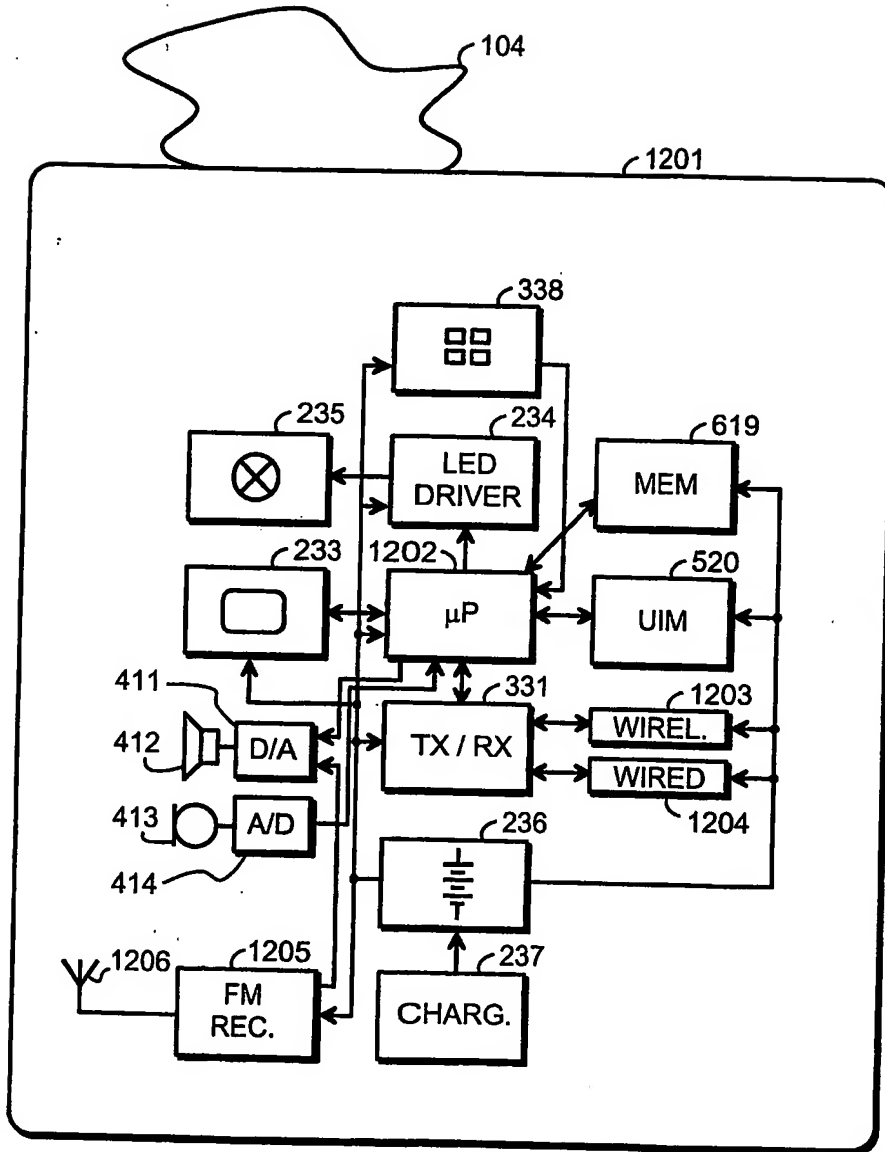 104
1201
338
235
234
LED
DRIVER
619
MEM
233
1202
µP
520
UIM
411
412
D/A
331
TX / RX
1203
WIREL.
WIRED
1204
413
A/D
414
236
1206
1205
FM
REC.
237
CHARG.